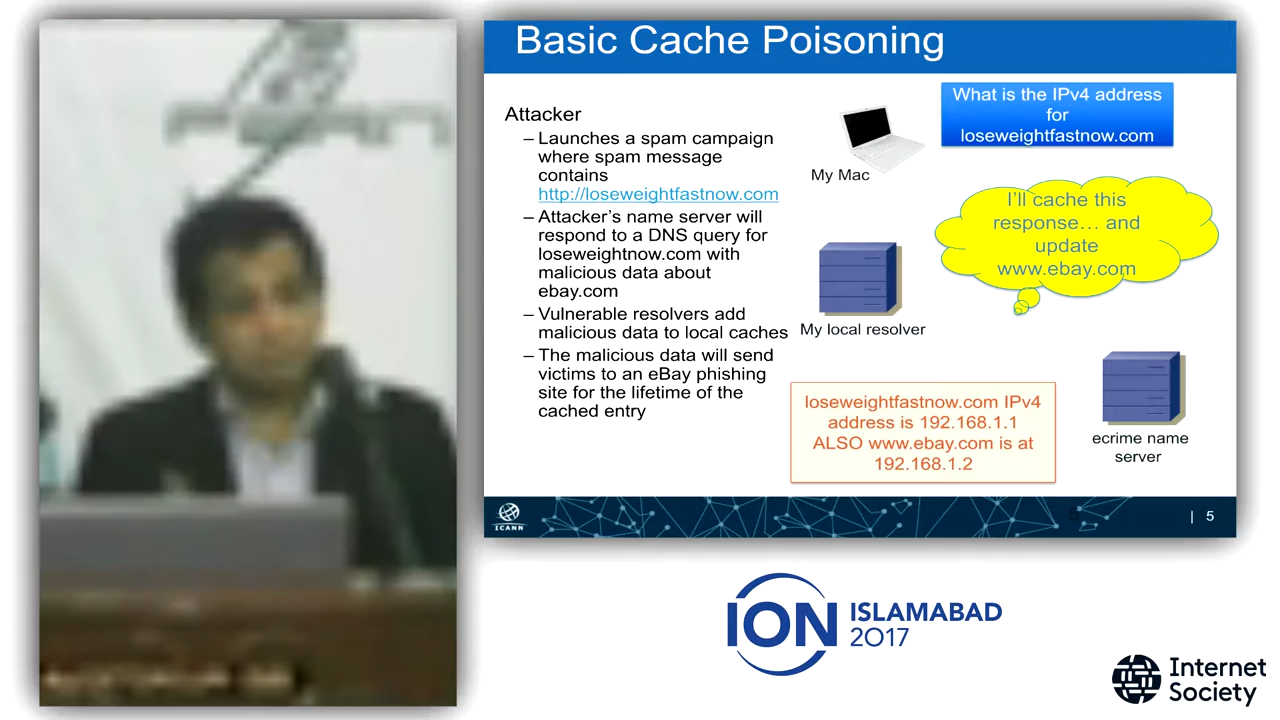 Basic Cache Poisoning
Attacker
– Launches a spam campaign
where spam message
contains
http://loseweightfastnow.com
– Attacker’s name server will
respond to a DNS query for
loseweightnow.com with
malicious data about
ebay.com
– Vulnerable resolvers add
malicious data to local caches
– The malicious data will send
victims to an eBay phishing
site for the lifetime of the
cached entry
What is the IPv4 address
for
loseweightfastnow.com
My Mac
I’ll cache this
response… and
update
www.ebay.com
My local resolver
loseweightfastnow.com IPv4
address is 192.168.1.1
ALSO www.ebay.com is at
192.168.1.2
ecrime name
server
ICANN
5
| 5
ION ISLAMABAD
2017
Internet
Society